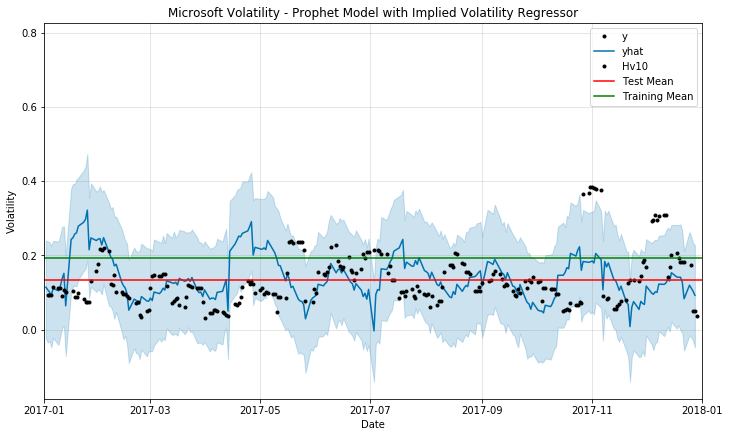 Microsoft Volatility - Prophet Model with Implied Volatility Regressor
y
yhat
Hv10
Test Mean
Training Mean
0.8
0.6
0.4
0.2
0.0
Volatility
2017-01
2017-03
2017-05
2017-07
2017-09
2017-11
2018-01
Date